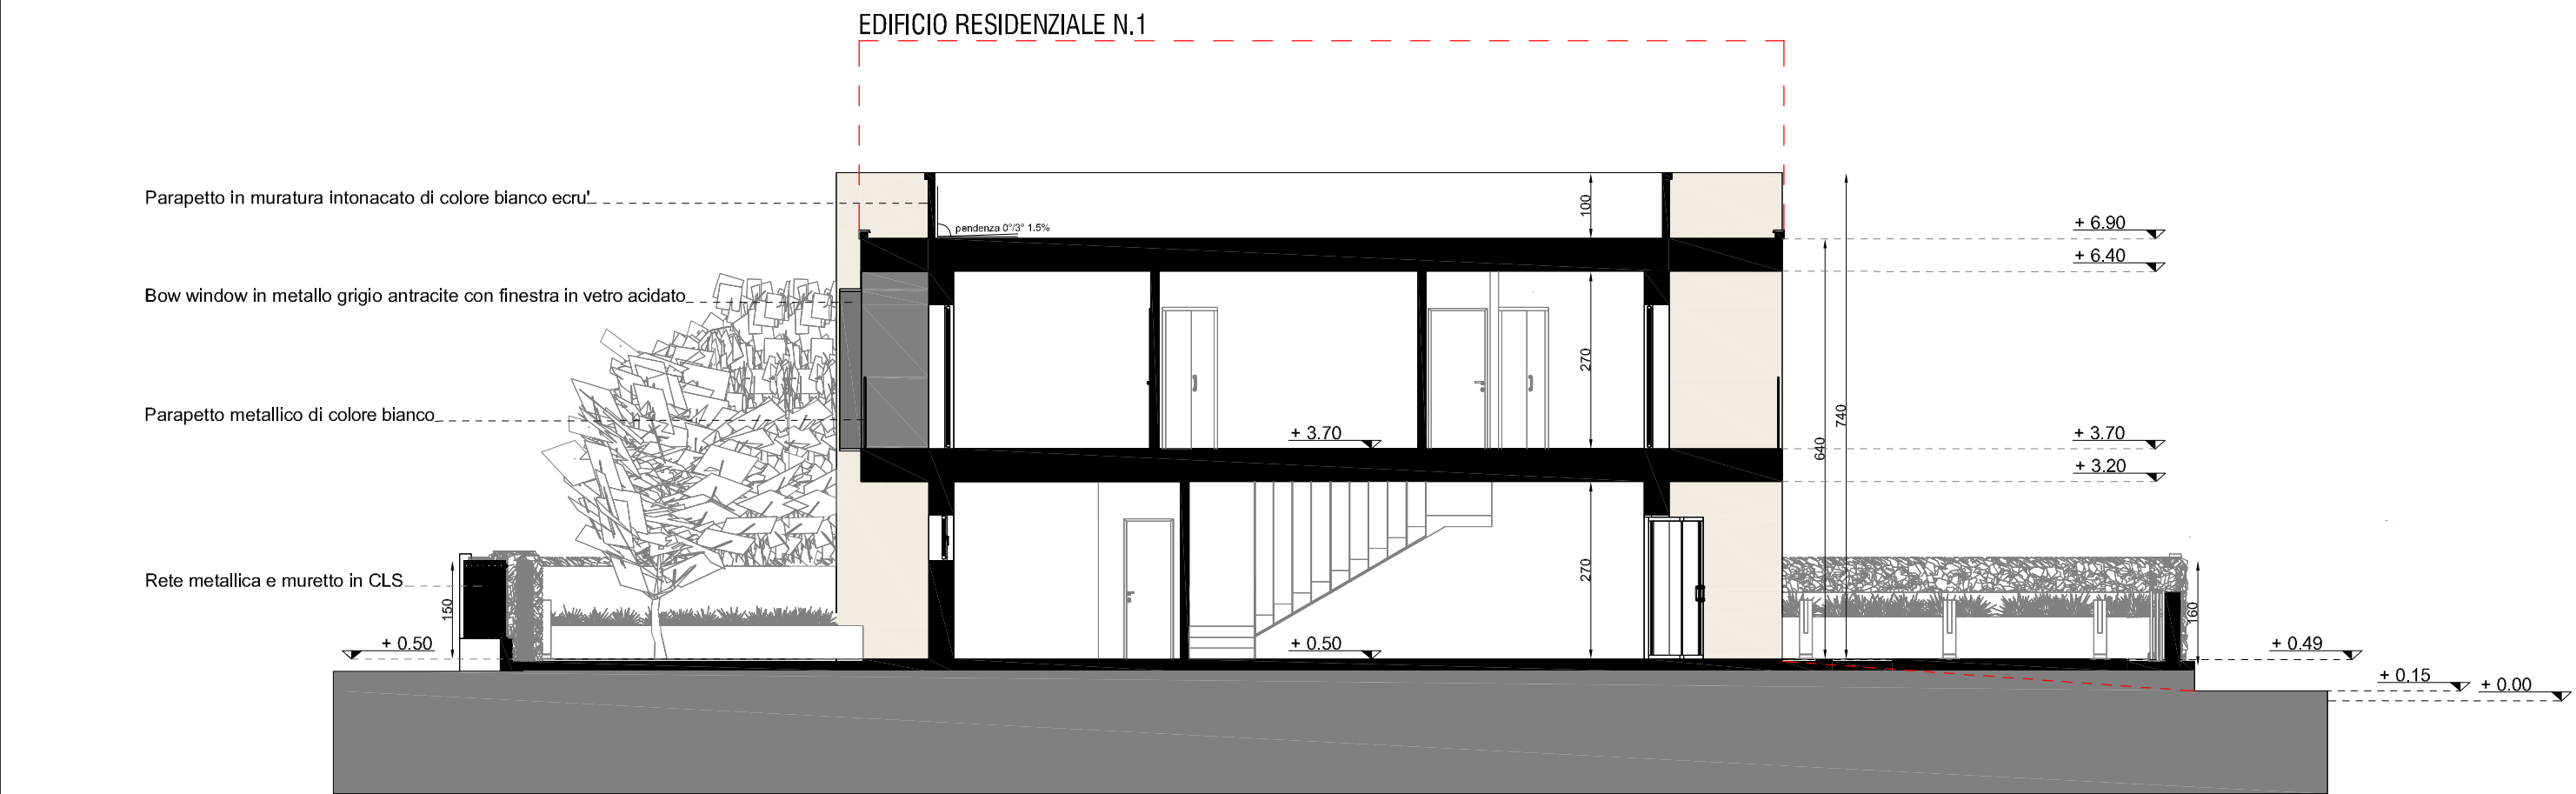 EDIFICIO RESIDENZIALE N.1
Parapetto in muratura intonacato di colore bianco ecru'
pendenza 0°/3° 1.5%
100
+ 6.90
+ 6.40
Bow window in metallo grigio antracite con finestra in vetro acidato
270
Parapetto metallico di colore bianco
740
640
+ 3.70
+ 3.70
+ 3.20
Rete metallica e muretto in CLS
150
270
160
+ 0.50
+ 0.50
+ 0.49
+ 0.15
+ 0.00